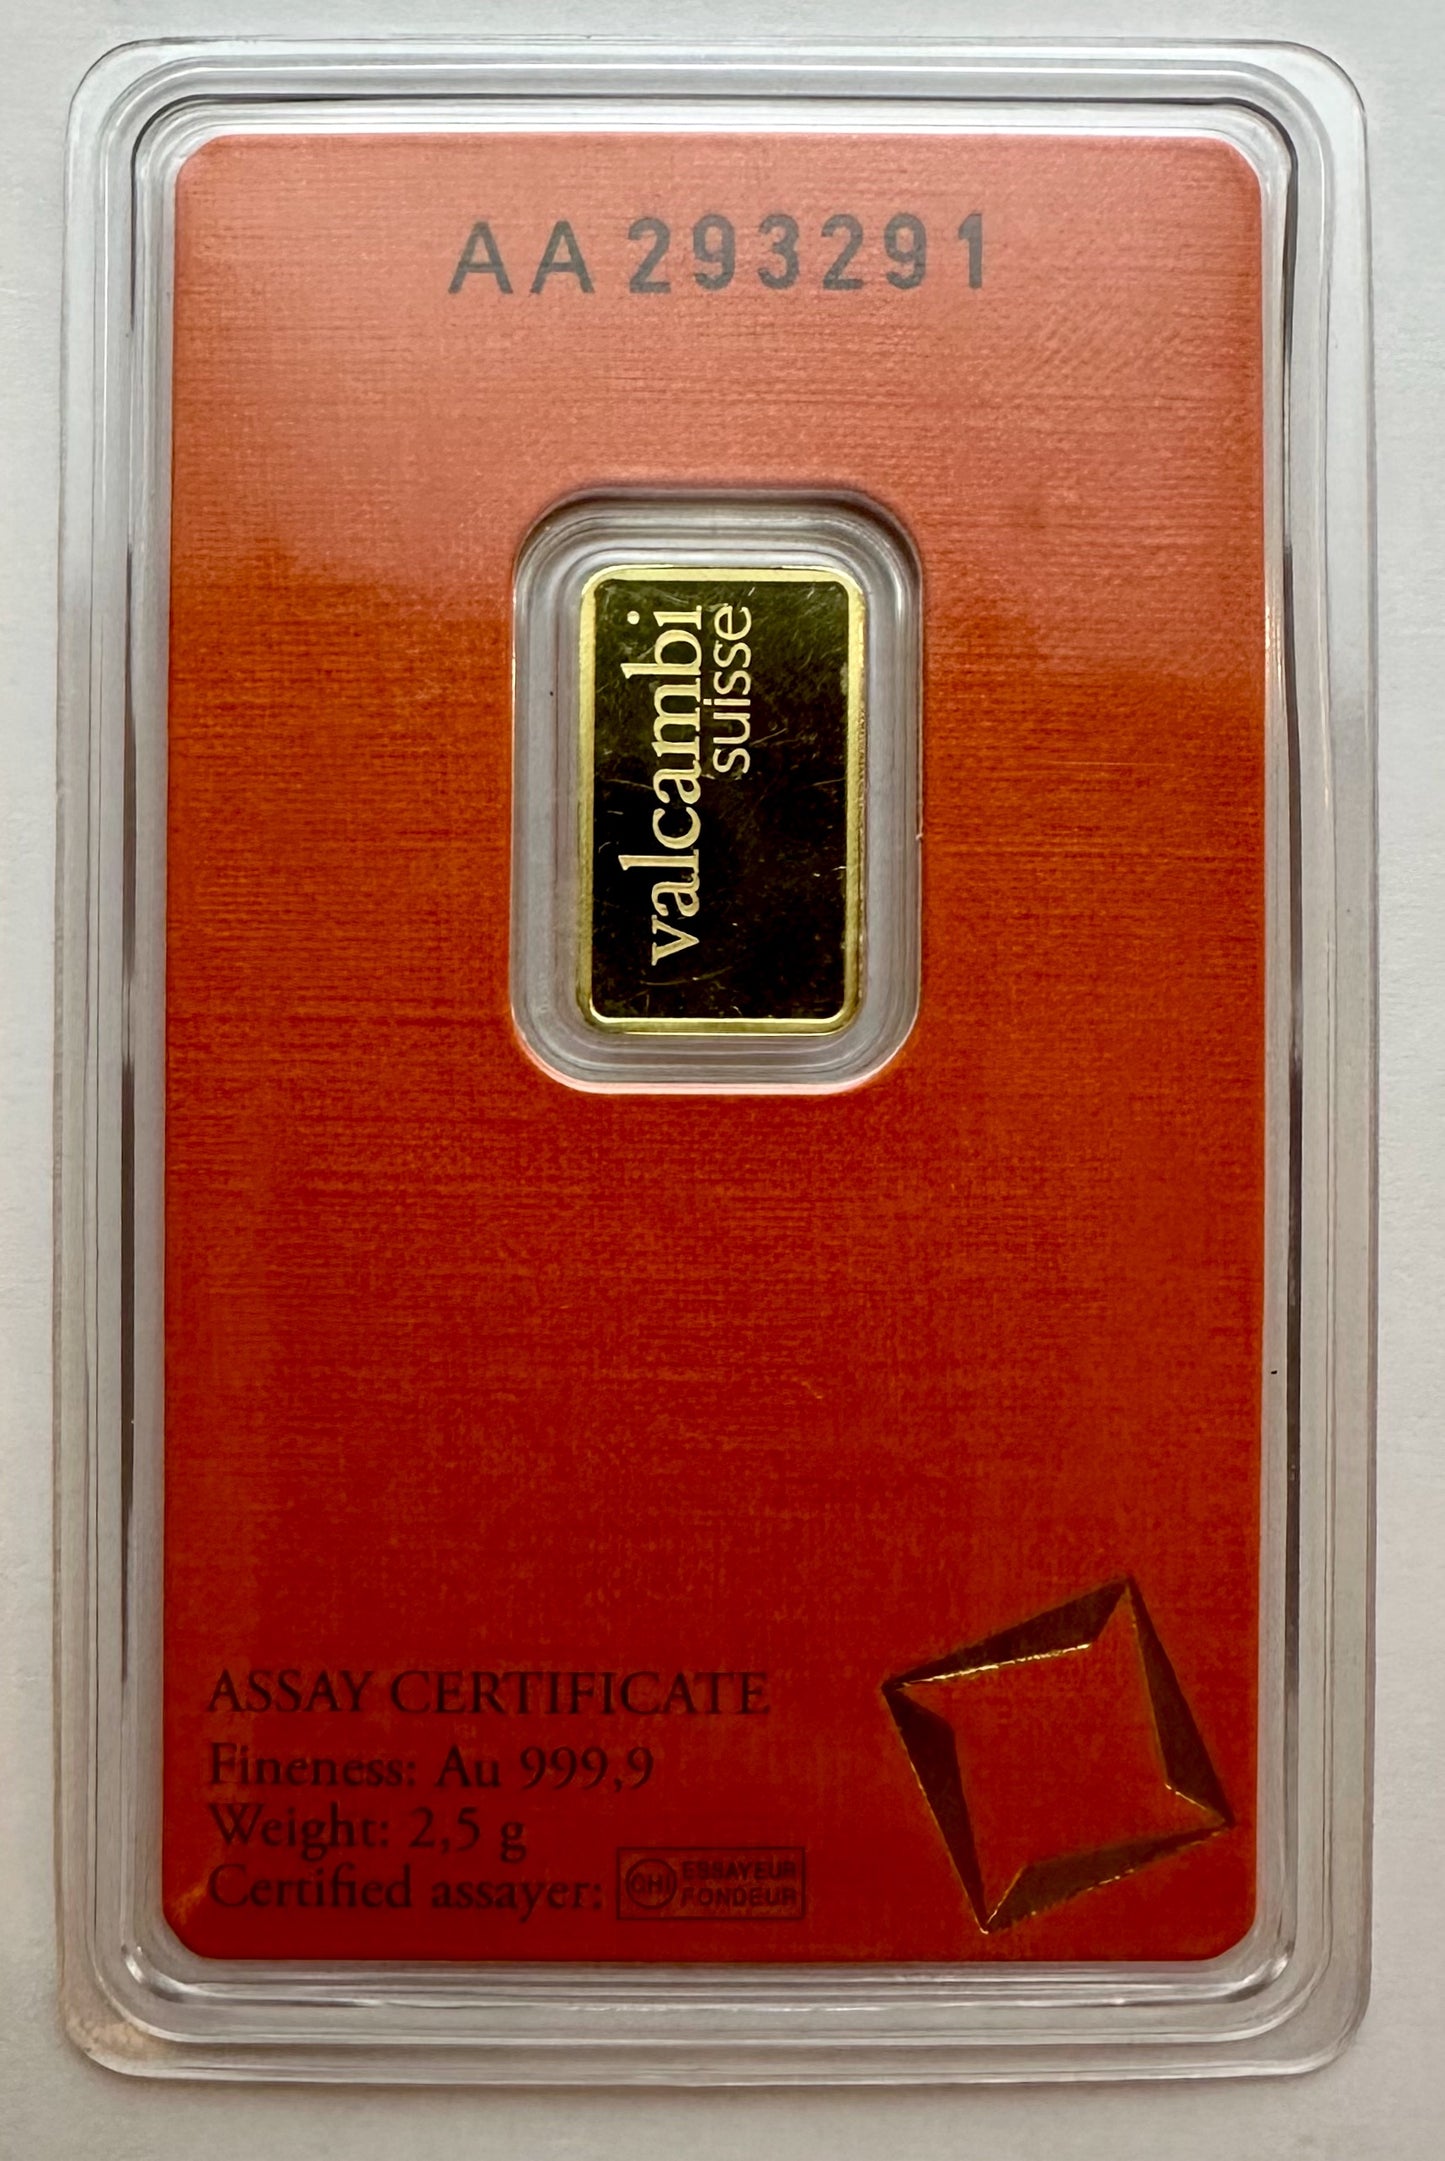 AA293291
valcambi
suisse
ASSAY CERTIFICATE
Fineness: Au 999,9
Weight: 2,5 g
Certified assayer:
CHI
ESSAYEUR
FONDEUR